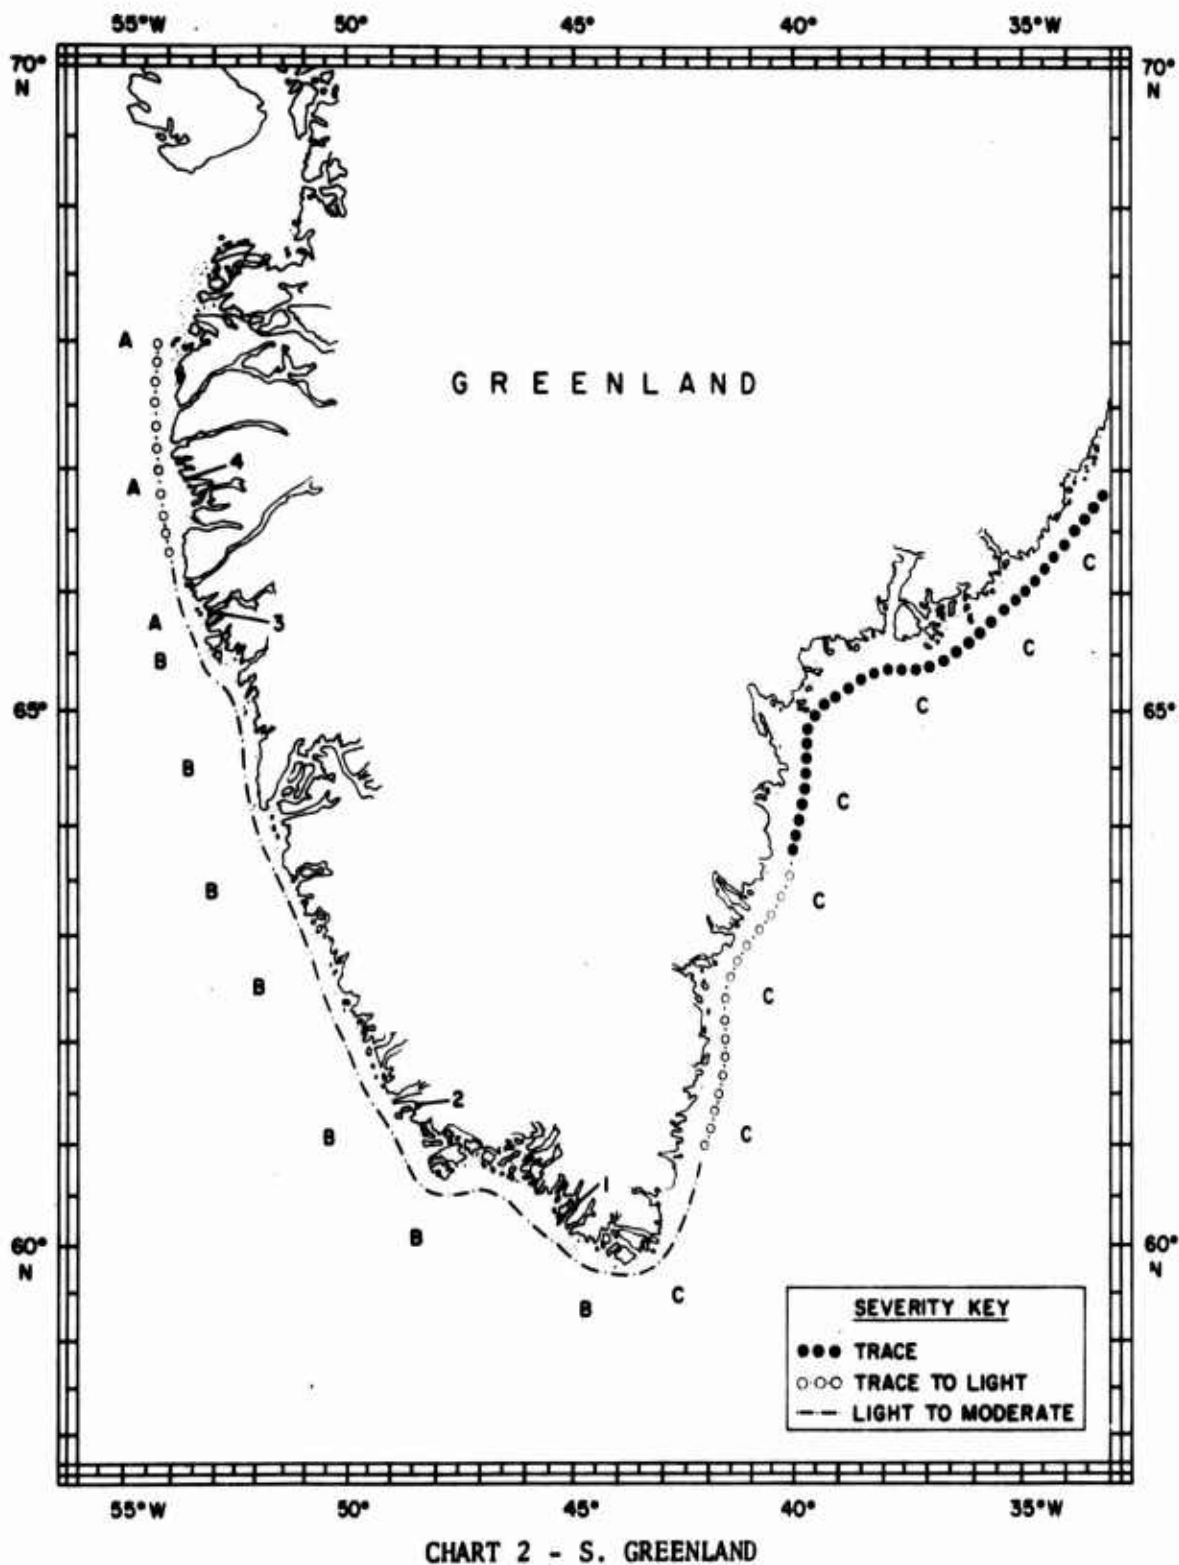 55°W 50° 45° 40° 35°W
70° 70°
N N
A
GREENLAND
4
A
C
3
A
B
C
65° C 65°
B
C
B
C
B
C
2
B
C
1
B
60° 60°
N N
B
C
SEVERITY KEY
TRACE
TRACE TO LIGHT
LIGHT TO MODERATE
55°W 50° 45° 40° 35°W
CHART 2 - S. GREENLAND